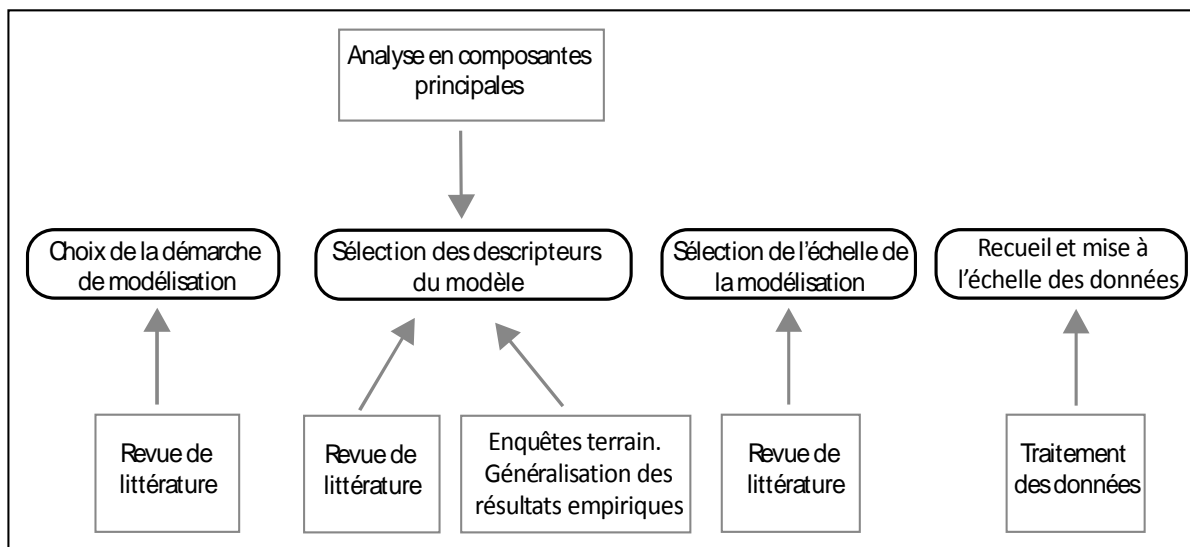 Analyse en composantes
principales
Choix de la démarche
de modélisation
Sélection des descripteurs
du modèle
Sélection de l'échelle de
la modélisation
Recueil et mise à
l'échelle des données
Revue de
littérature
Revue de
littérature
Enquêtes terrain.
Généralisation des
résultats empiriques
Revue de
littérature
Traitement
des données